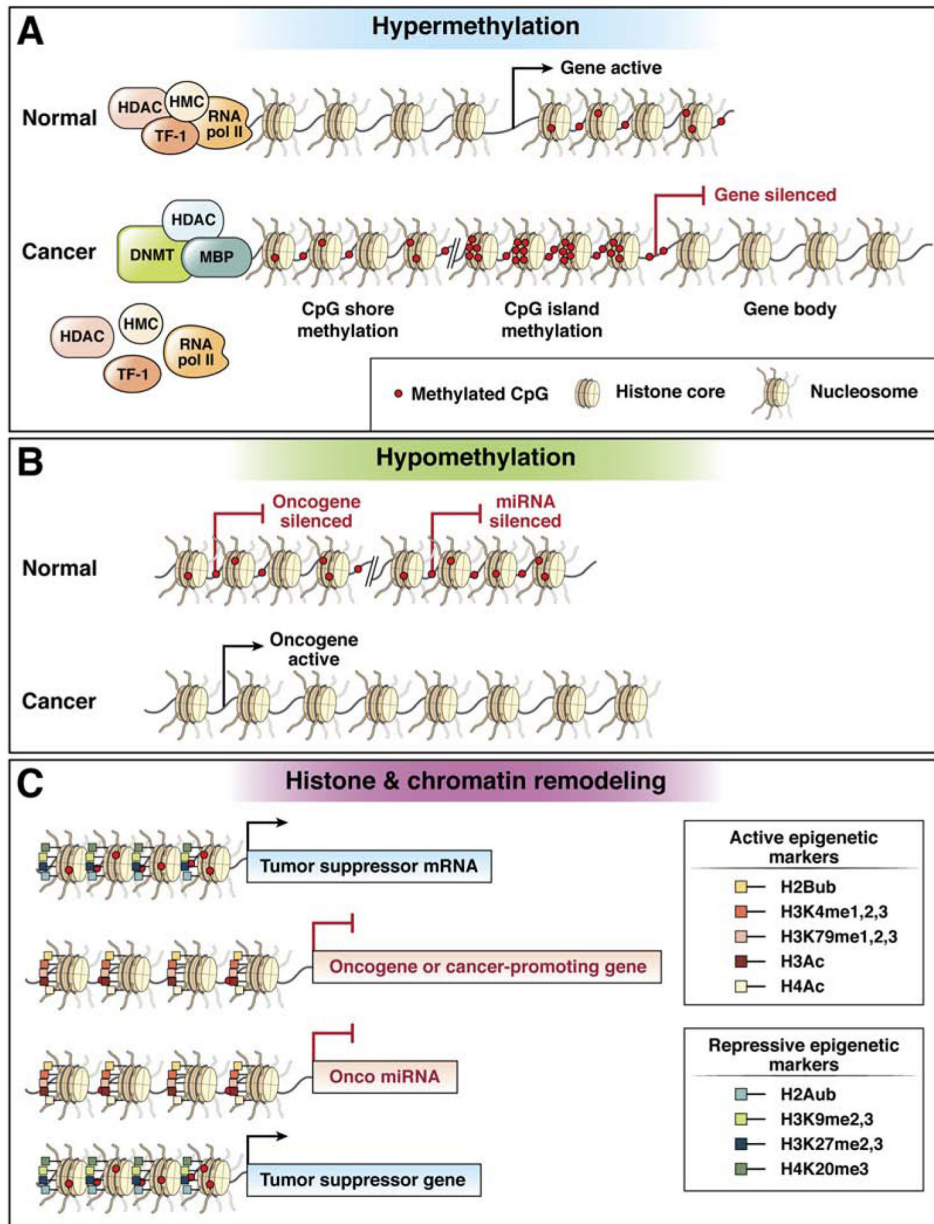 A
Hypermethylation
Normal
HDAC
HMC
TF-1
RNA
pol II
Gene active
Cancer
HDAC
DNMT
MBP
Gene silenced
CpG shore
methylation
CpG island
methylation
Gene body
HDAC
HMC
TF-1
RNA
pol II
Methylated CpG
Histone core
Nucleosome
B
Hypomethylation
Normal
Oncogene
silenced
miRNA
silenced
Cancer
Oncogene
active
C
Histone & chromatin remodeling
Tumor suppressor mRNA
Oncogene or cancer-promoting gene
Onco miRNA
Tumor suppressor gene
Active epigenetic
markers
H2Bub
H3K4me1,2,3
H3K79me1,2,3
H3Ac
H4Ac
Repressive epigenetic
markers
H2Aub
H3K9me2,3
H3K27me2,3
H4K20me3